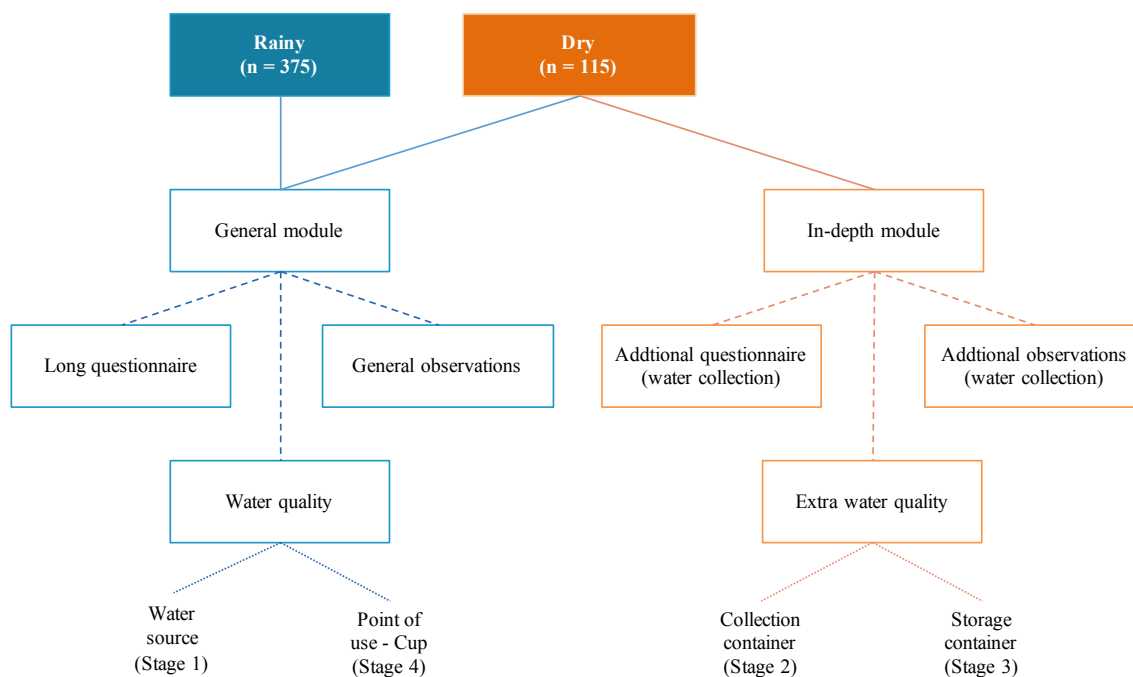 Rainy
(n = 375)
Dry
(n = 115)
General module
In-depth module
Long questionnaire
General observations
Addtional questionnaire
(water collection)
Addtional observations
(water collection)
Water quality
Extra water quality
Water
source
(Stage 1)
Point of
use - Cup
(Stage 4)
Collection
container
(Stage 2)
Storage
container
(Stage 3)